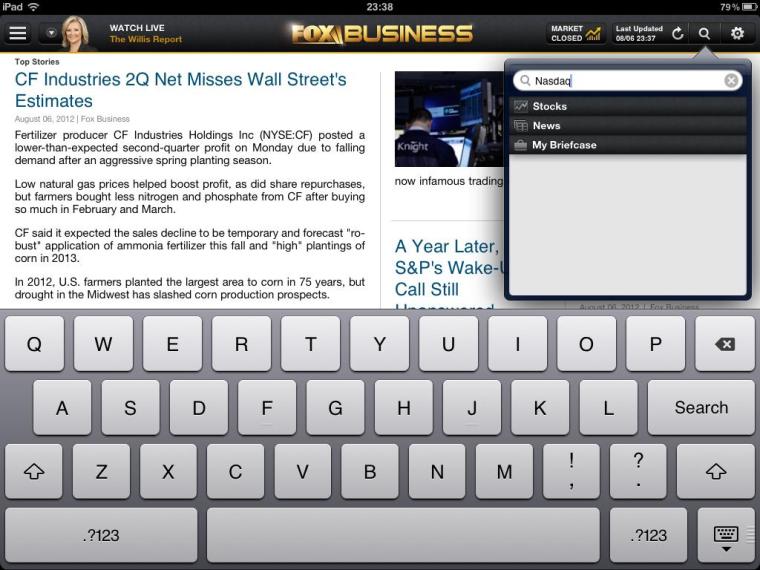 iPad 23:38 79%
WATCH LIVE
The Willis Report
FOX BUSINESS
MARKET
CLOSED
Last Updated
08/06 23:37
Top Stories
CF Industries 2Q Net Misses Wall Street's
Estimates
August 06, 2012 | Fox Business
Fertilizer producer CF Industries Holdings Inc (NYSE:CF) posted a
lower-than-expected second-quarter profit on Monday due to falling
demand after an aggressive spring planting season.
Low natural gas prices helped boost profit, as did share repurchases,
but farmers bought less nitrogen and phosphate from CF after buying
so much in February and March.
CF said it expected the sales decline to be temporary and forecast "ro-
bust" application of ammonia fertilizer this fall and "high" plantings of
corn in 2013.
In 2012, U.S. farmers planted the largest area to corn in 75 years, but
drought in the Midwest has slashed corn production prospects.
Knight
now infamous trading
A Year Later,
S&P's Wake-U
Call Still
Unanswered
Nasdaq
Stocks
News
My Briefcase
August 06, 2012 | Fox Business
Q W E R T Y U I O P
A S D F G H J K L Search
Z X C V B N M ! , ? .
.?123 .?123